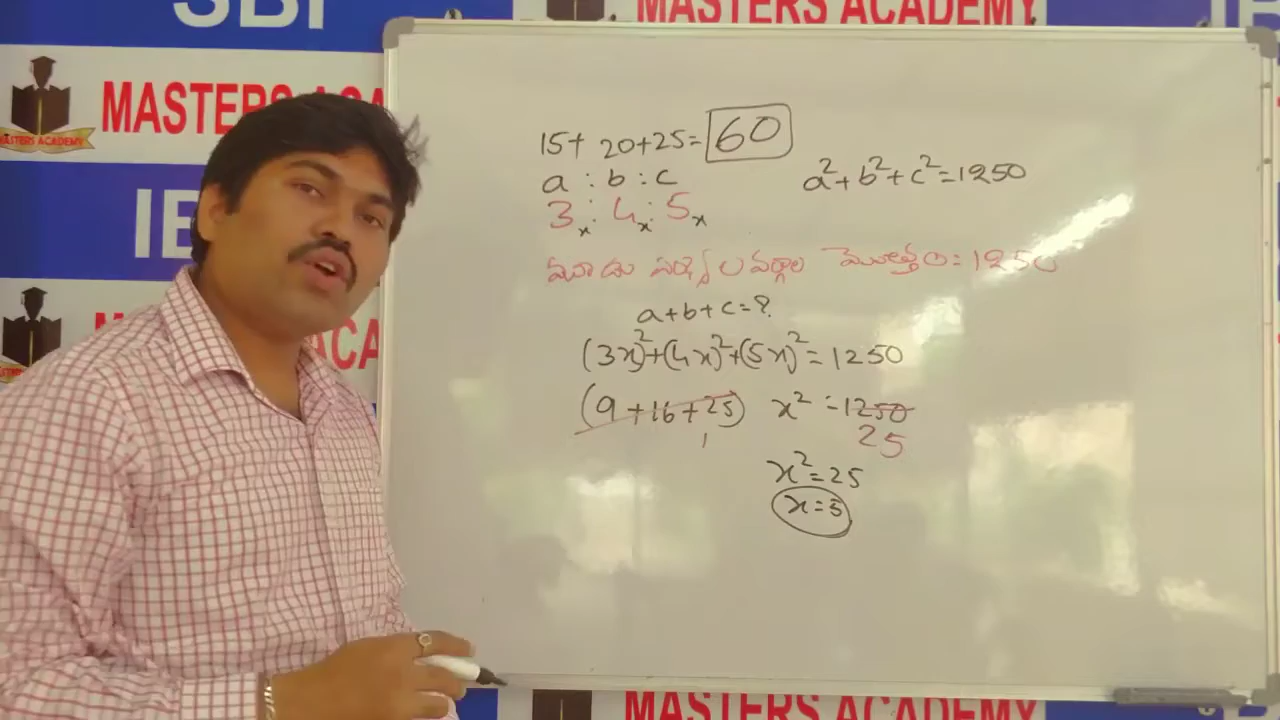 SBI
MASTERS ACADEMY
MASTERS ACA
MASTERS ACADEMY
15+ 20+25= 60
a : b : c
a²+b²+c²=1250
3x : 4x : 5x
మూడు సంఖ్యల వర్గాల మొత్తం = 1250
a+b+c=?
(3x)²+(4x)²+(5x)²=1250
(9+16+25) x² =1250
1
25
x²=25
x=5
MASTERS ACADEMY